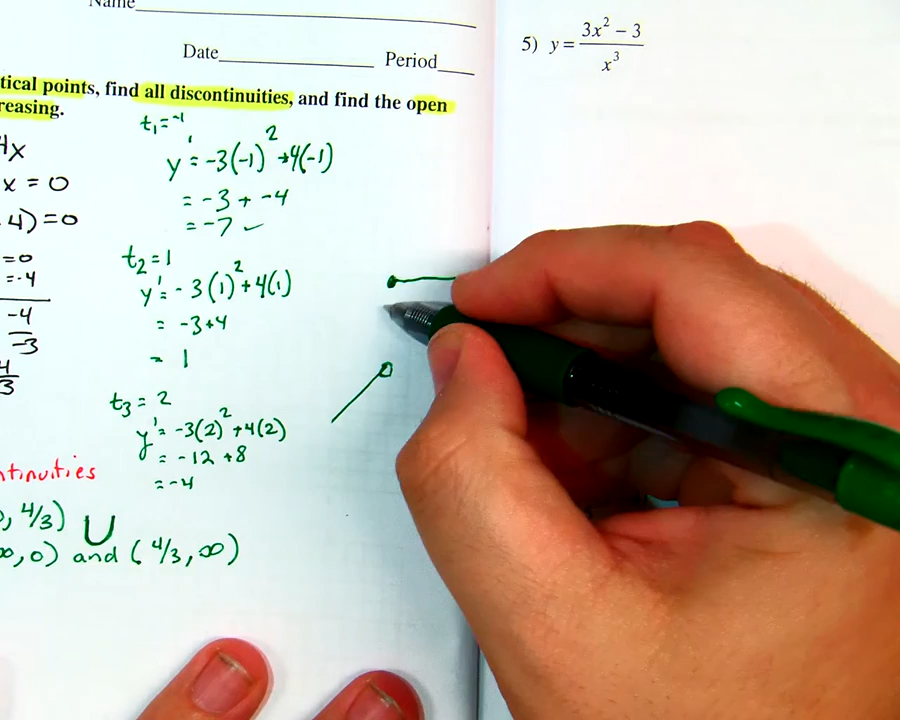 Name
Date Period
tical points, find all discontinuities, and find the open
reasing.
4x
x = 0
4) = 0
= 0
= -4
-4
-3
4
3
ntinuities
, 4/3) ∪
∞, 0) and (4/3, ∞)
t₁ = -1
y' = -3(-1)² + 4(-1)
= -3 + -4
= -7 ✓
t₂ = 1
y' = -3(1)² + 4(1)
= -3+4
= 1
t₃ = 2
y' = -3(2)² + 4(2)
= -12 + 8
= -4
5) y = (3x² - 3)/x³